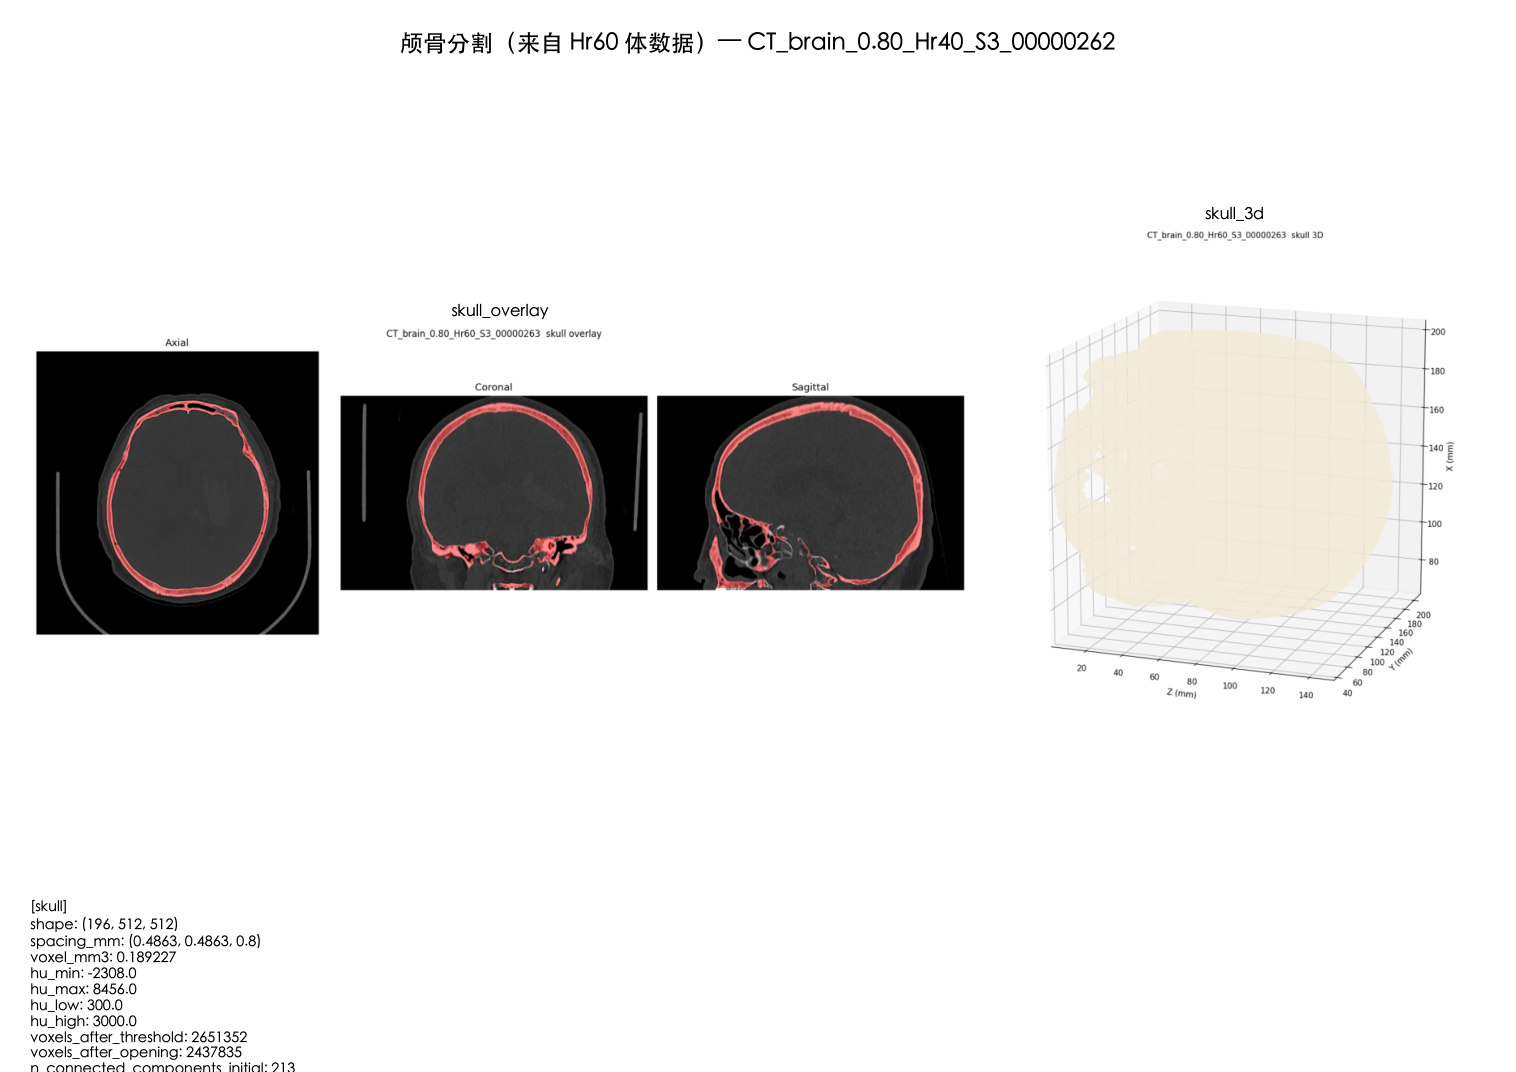 颅骨分割（来自 Hr60 体数据）— CT_brain_0.80_Hr40_S3_00000262
skull_overlay
CT_brain_0.80_Hr60_S3_00000263 skull overlay
Axial
Coronal
Sagittal
skull_3d
CT_brain_0.80_Hr60_S3_00000263 skull 3D
200
180
160
140
120
100
80
X (mm)
200
180
160
140
120
100
80
60
40
Y (mm)
20
40
60
80
100
120
140
Z (mm)
[skull]
shape: (196, 512, 512)
spacing_mm: (0.4863, 0.4863, 0.8)
voxel_mm3: 0.189227
hu_min: -2308.0
hu_max: 8456.0
hu_low: 300.0
hu_high: 3000.0
voxels_after_threshold: 2651352
voxels_after_opening: 2437835
n_connected_components_initial: 213